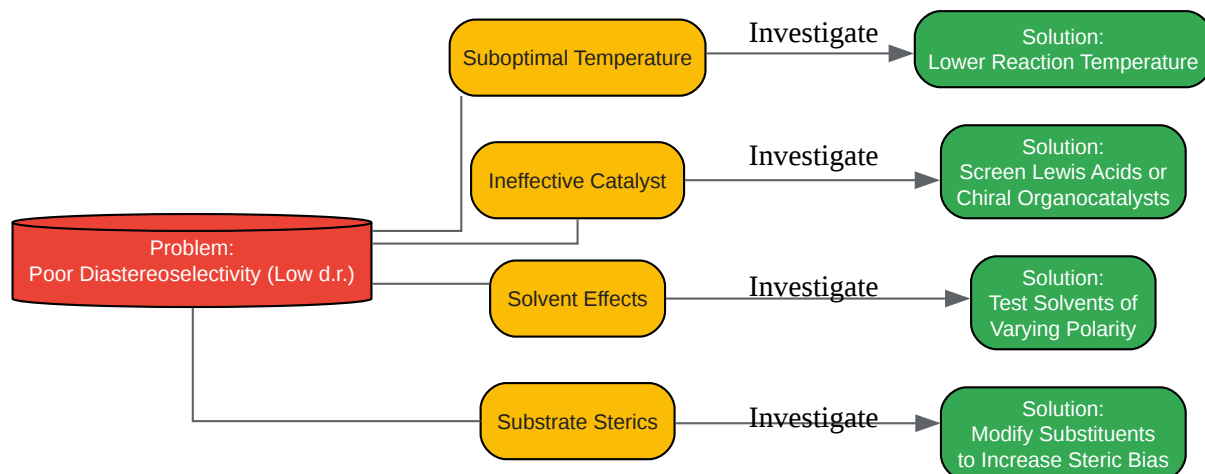 Problem:
Poor Diastereoselectivity (Low d.r.)
Suboptimal Temperature
Investigate
Solution:
Lower Reaction Temperature
Ineffective Catalyst
Investigate
Solution:
Screen Lewis Acids or
Chiral Organocatalysts
Solvent Effects
Investigate
Solution:
Test Solvents of
Varying Polarity
Substrate Sterics
Investigate
Solution:
Modify Substituents
to Increase Steric Bias